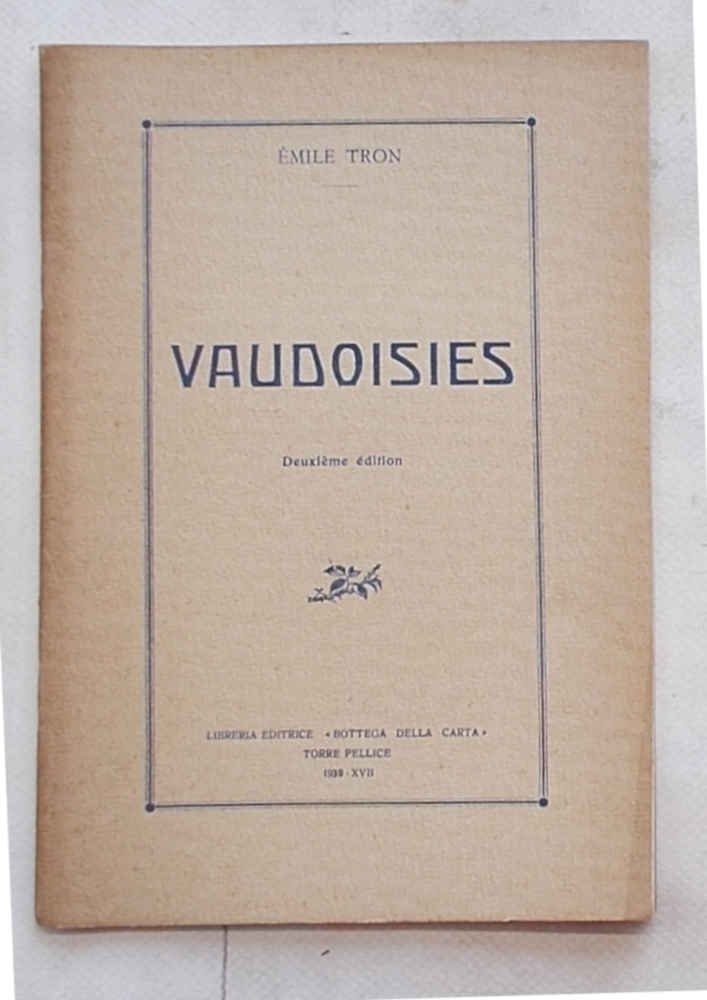 ÉMILE TRON
VAUDOISIES
Deuxième édition
LIBRERIA EDITRICE « BOTTEGA DELLA CARTA »
TORRE PELLICE
1939 - XVII